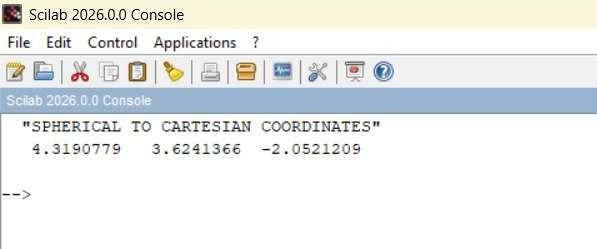 Scilab 2026.0.0 Console
File Edit Control Applications ?
Scilab 2026.0.0 Console
"SPHERICAL TO CARTESIAN COORDINATES"
4.3190779 3.6241366 -2.0521209
-->